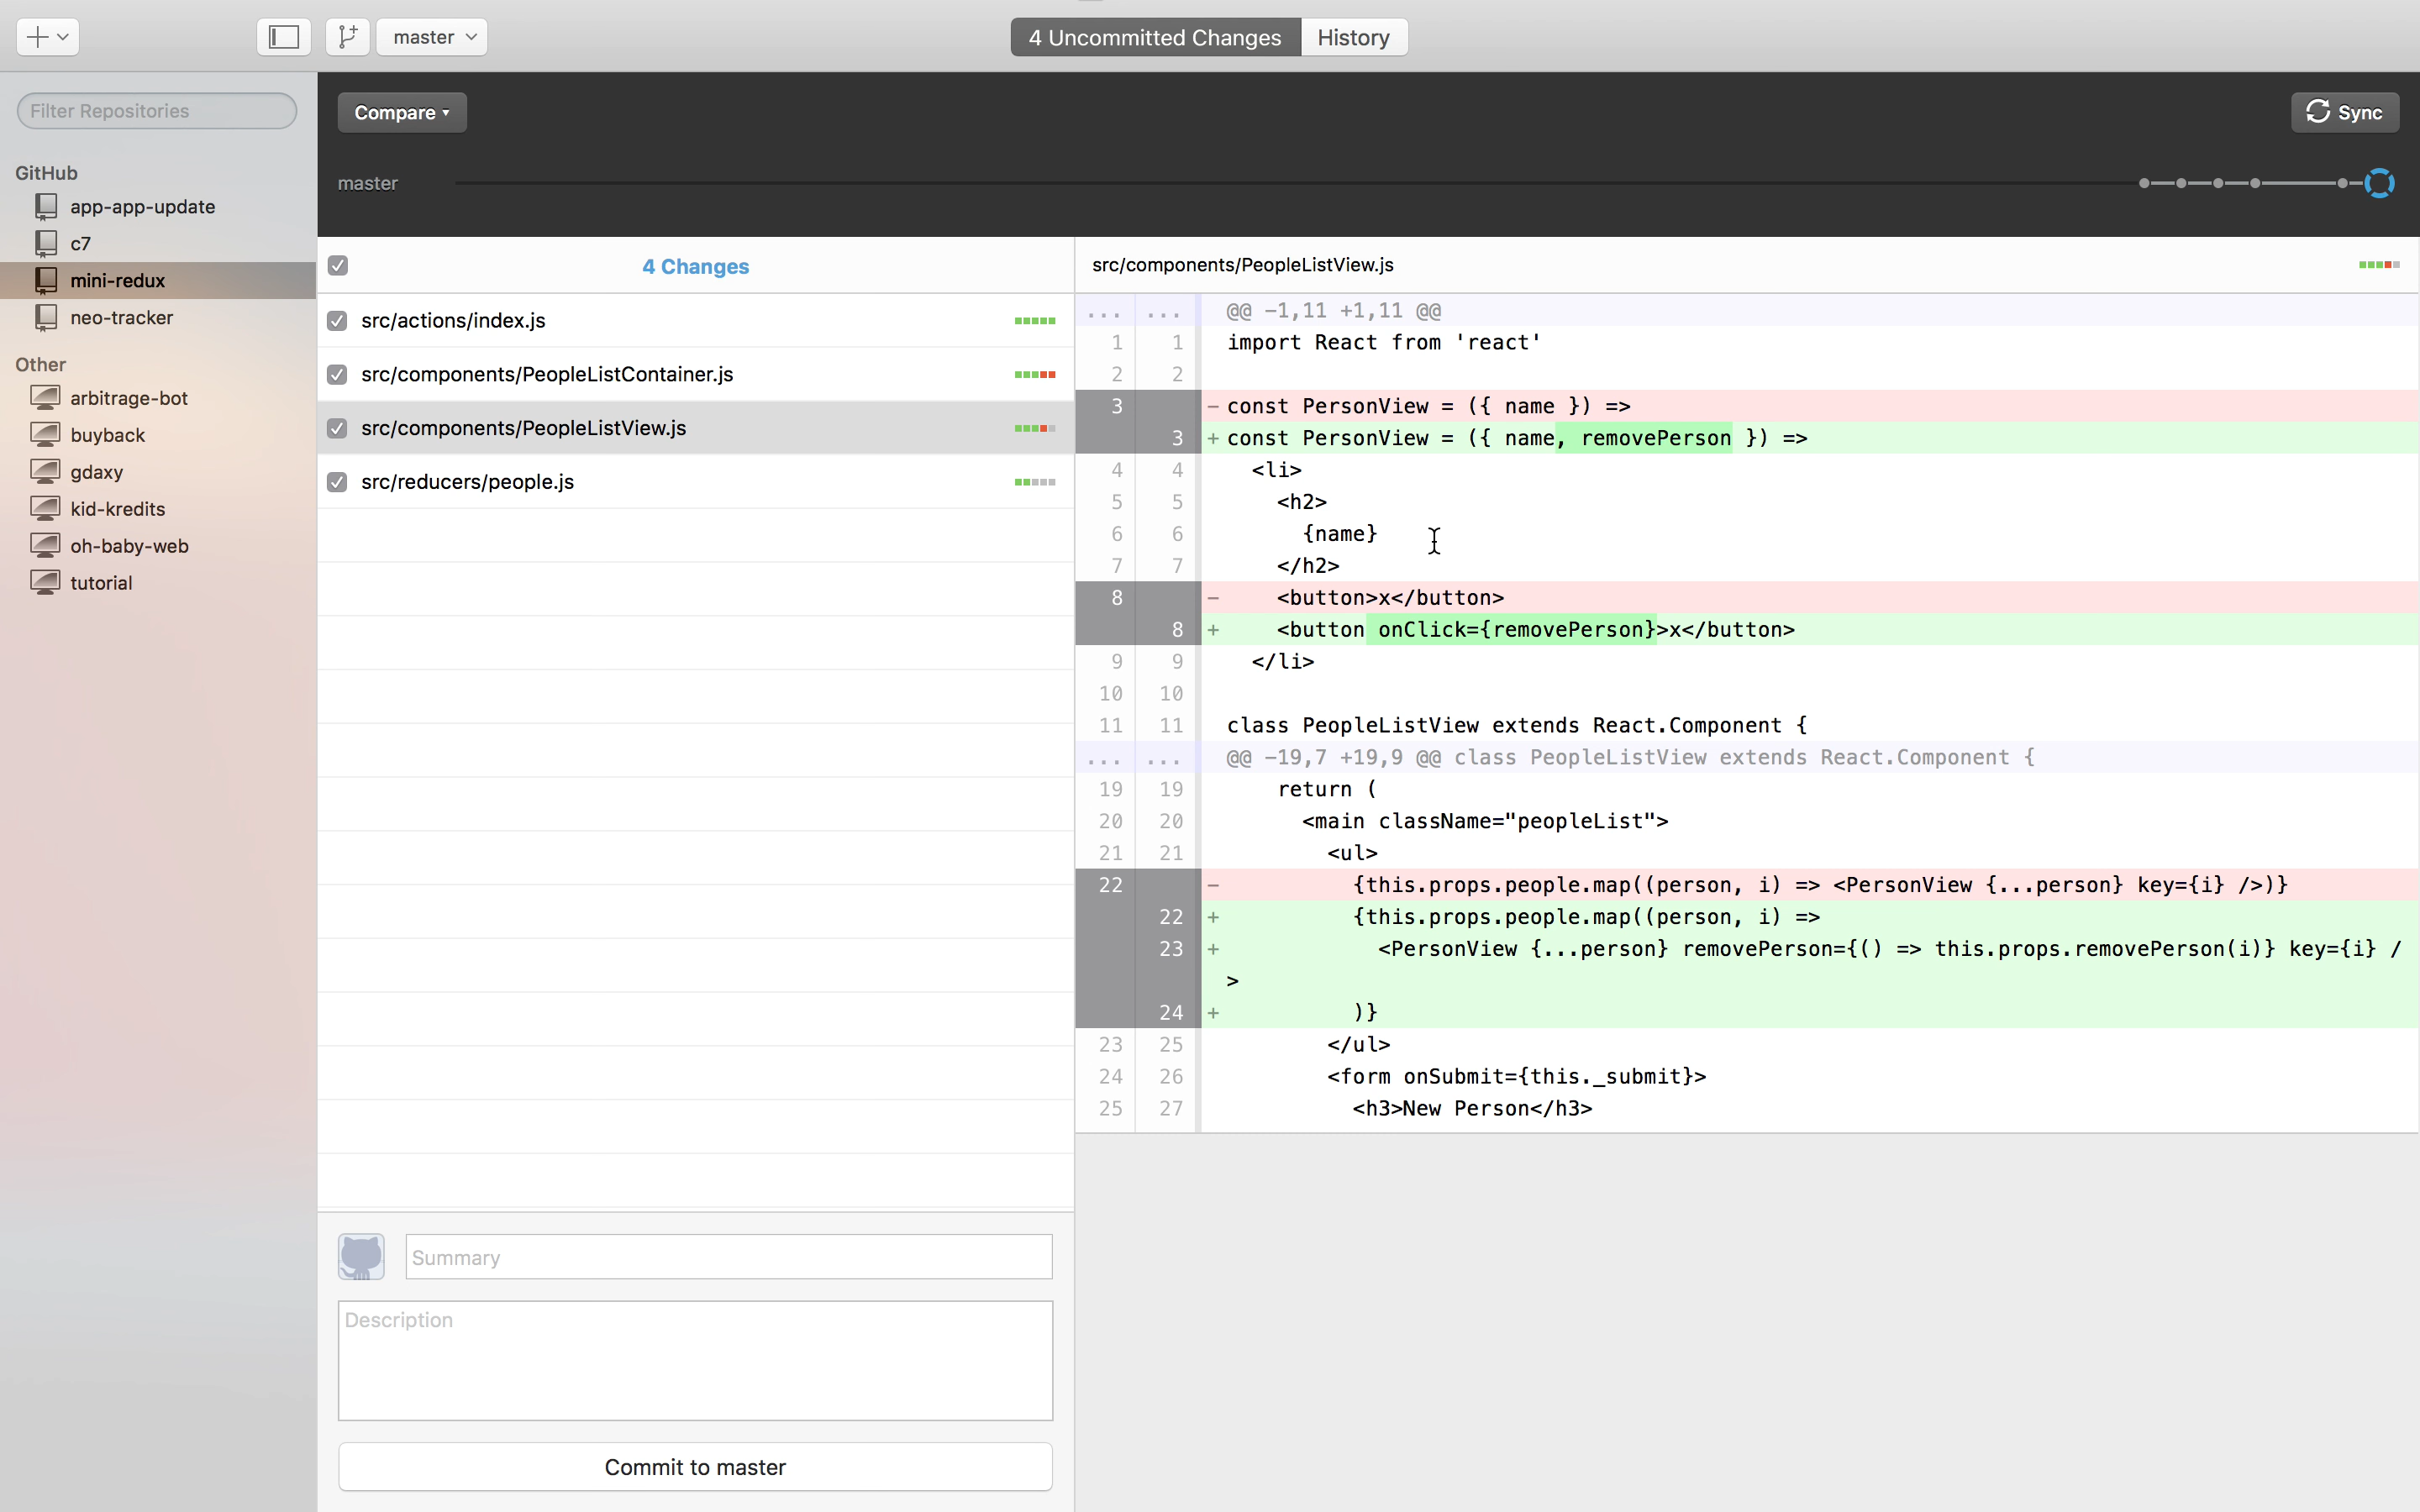 master
4 Uncommitted Changes
History
Filter Repositories
GitHub
app-app-update
c7
mini-redux
neo-tracker
Other
arbitrage-bot
buyback
gdaxy
kid-kredits
oh-baby-web
tutorial
Compare
Sync
master
4 Changes
src/actions/index.js
src/components/PeopleListContainer.js
src/components/PeopleListView.js
src/reducers/people.js
Summary
Description
Commit to master
src/components/PeopleListView.js
... ... @@ -1,11 +1,11 @@
1 1 import React from 'react'
2 2
3 - const PersonView = ({ name }) =>
3 + const PersonView = ({ name, removePerson }) =>
4 4 <li>
5 5 <h2>
6 6 {name}
7 7 </h2>
8 - <button>x</button>
8 + <button onClick={removePerson}>x</button>
9 9 </li>
10 10
11 11 class PeopleListView extends React.Component {
... ... @@ -19,7 +19,9 @@ class PeopleListView extends React.Component {
19 19 return (
20 20 <main className="peopleList">
21 21 <ul>
22 - {this.props.people.map((person, i) => <PersonView {...person} key={i} />)}
22 + {this.props.people.map((person, i) =>
23 + <PersonView {...person} removePerson={() => this.props.removePerson(i)} key={i} /
>
24 + )}
23 25 </ul>
24 26 <form onSubmit={this._submit}>
25 27 <h3>New Person</h3>